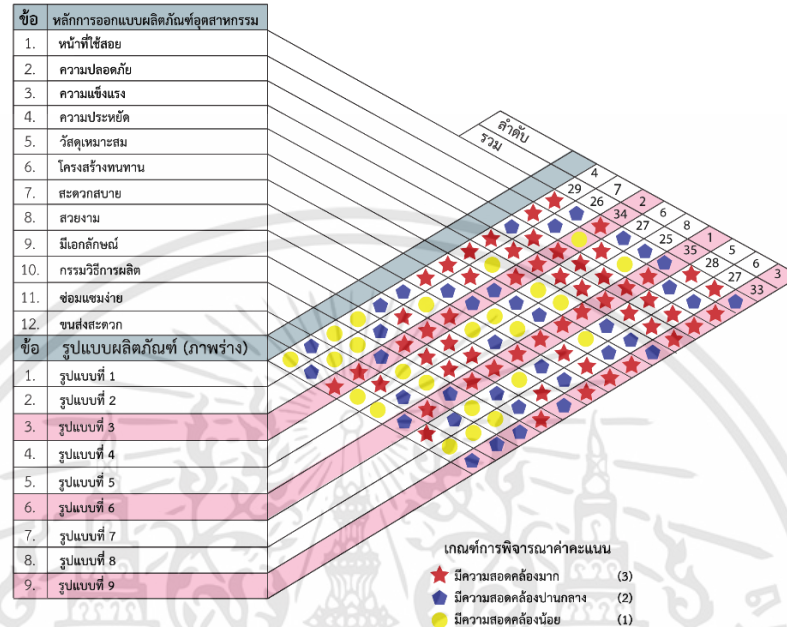 ข้อ หลักการออกแบบผลิตภัณฑ์อุตสาหกรรม
1. หน้าที่ใช้สอย
2. ความปลอดภัย
3. ความแข็งแรง
4. ความประหยัด
5. วัสดุเหมาะสม
6. โครงสร้างทนทาน
7. สะดวกสบาย
8. สวยงาม
9. มีเอกลักษณ์
10. กรรมวิธีการผลิต
11. ซ่อมแซมง่าย
12. ขนส่งสะดวก
ข้อ รูปแบบผลิตภัณฑ์ (ภาพร่าง)
1. รูปแบบที่ 1
2. รูปแบบที่ 2
3. รูปแบบที่ 3
4. รูปแบบที่ 4
5. รูปแบบที่ 5
6. รูปแบบที่ 6
7. รูปแบบที่ 7
8. รูปแบบที่ 8
9. รูปแบบที่ 9
ลำดับ
รวม
4 7 2 6 8 1 5 6 3
29 26 34 27 25 35 28 27 33
เกณฑ์การพิจารณาค่าคะแนน
มีความสอดคล้องมาก (3)
มีความสอดคล้องปานกลาง (2)
มีความสอดคล้องน้อย (1)